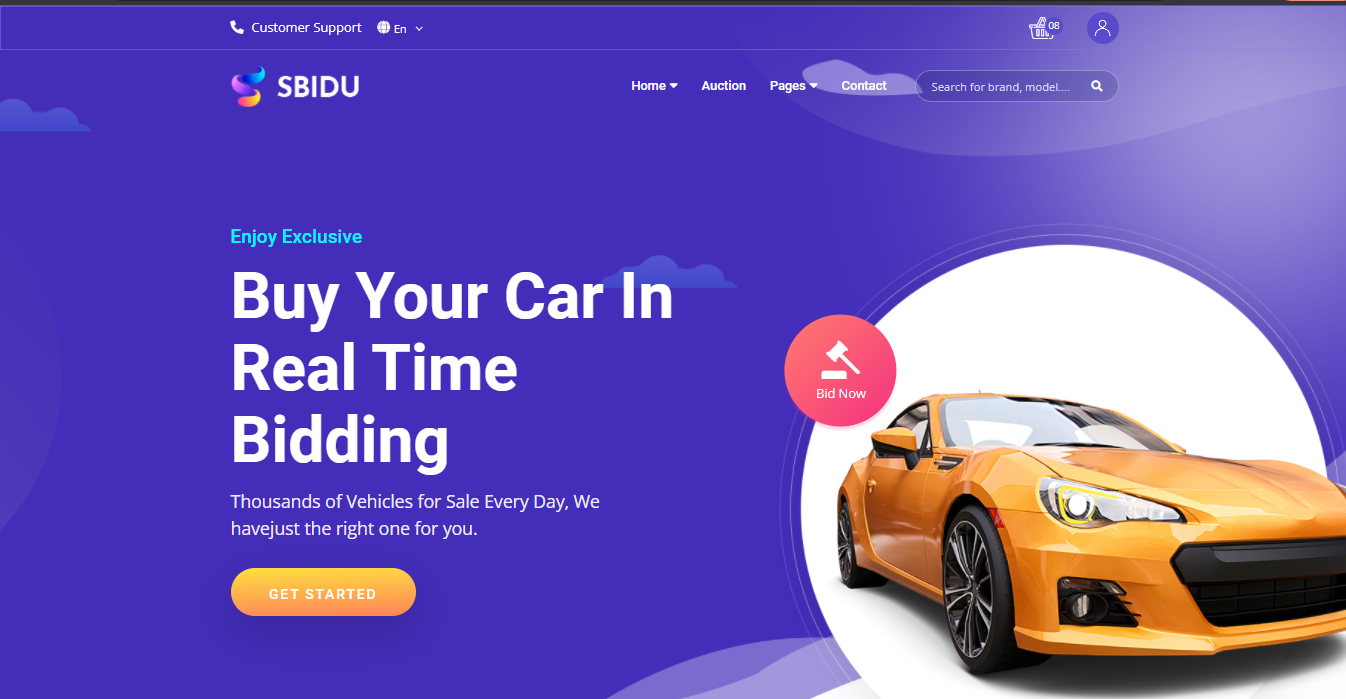 Customer Support
En
08
SBIDU
Home
Auction
Pages
Contact
Search for brand, model....
Enjoy Exclusive
Buy Your Car In
Real Time
Bidding
Bid Now
Thousands of Vehicles for Sale Every Day, We
havejust the right one for you.
GET STARTED